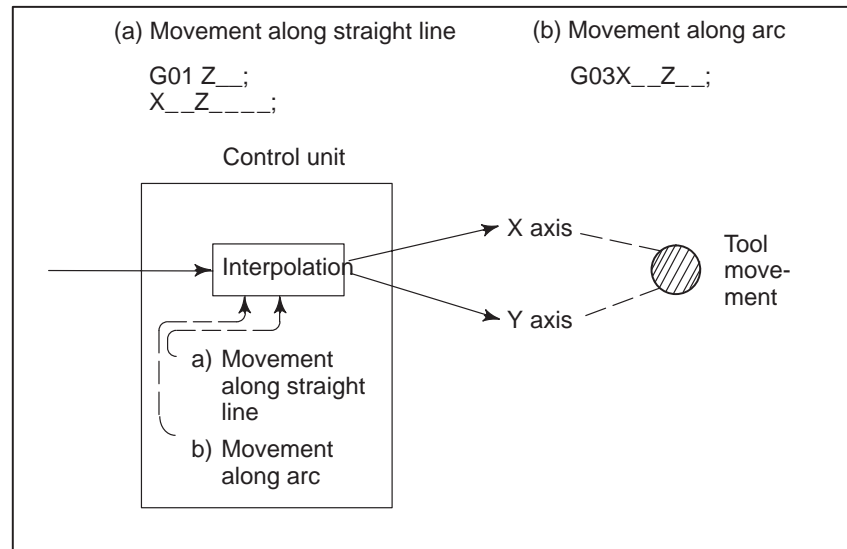 (a) Movement along straight line
G01 Z__;
X__Z____;
(b) Movement along arc
G03X__Z__;
Control unit
Interpolation
X axis
Y axis
Tool
move-
ment
a) Movement
along straight
line
b) Movement
along arc